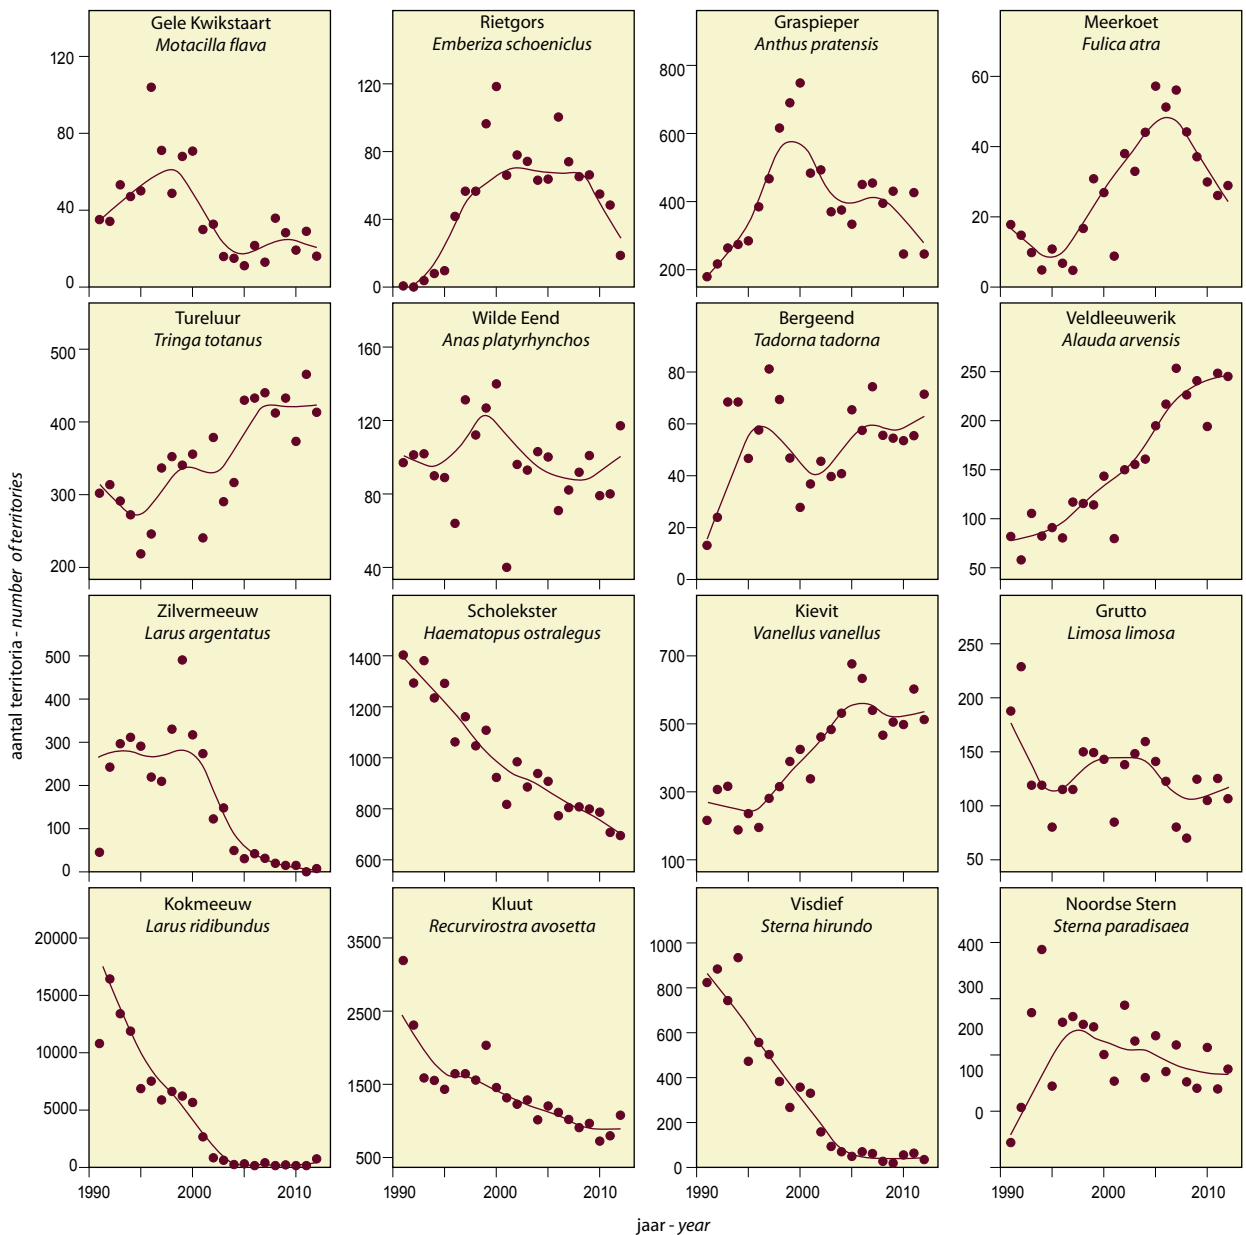 Gele Kwikstaart
Motacilla flava
120
80
40
0
Rietgors
Emberiza schoeniclus
120
80
40
0
Graspieper
Anthus pratensis
800
600
400
200
Meerkoet
Fulica atra
60
40
20
0
Tureluur
Tringa totanus
500
400
300
200
Wilde Eend
Anas platyrhynchos
160
120
80
40
Bergeend
Tadorna tadorna
80
60
40
20
0
Veldleeuwerik
Alauda arvensis
250
200
150
100
50
aantal territoria - number of territories
Zilvermeeuw
Larus argentatus
500
400
300
200
100
0
Scholekster
Haematopus ostralegus
1400
1200
1000
800
600
Kievit
Vanellus vanellus
700
500
300
100
Grutto
Limosa limosa
250
200
150
100
50
Kokmeeuw
Larus ridibundus
20000
15000
10000
5000
0
1990 2000 2010
Kluut
Recurvirostra avosetta
3500
2500
1500
500
1990 2000 2010
Visdief
Sterna hirundo
1000
800
600
400
200
0
1990 2000 2010
Noordse Stern
Sterna paradisaea
400
300
200
100
0
1990 2000 2010
jaar - year